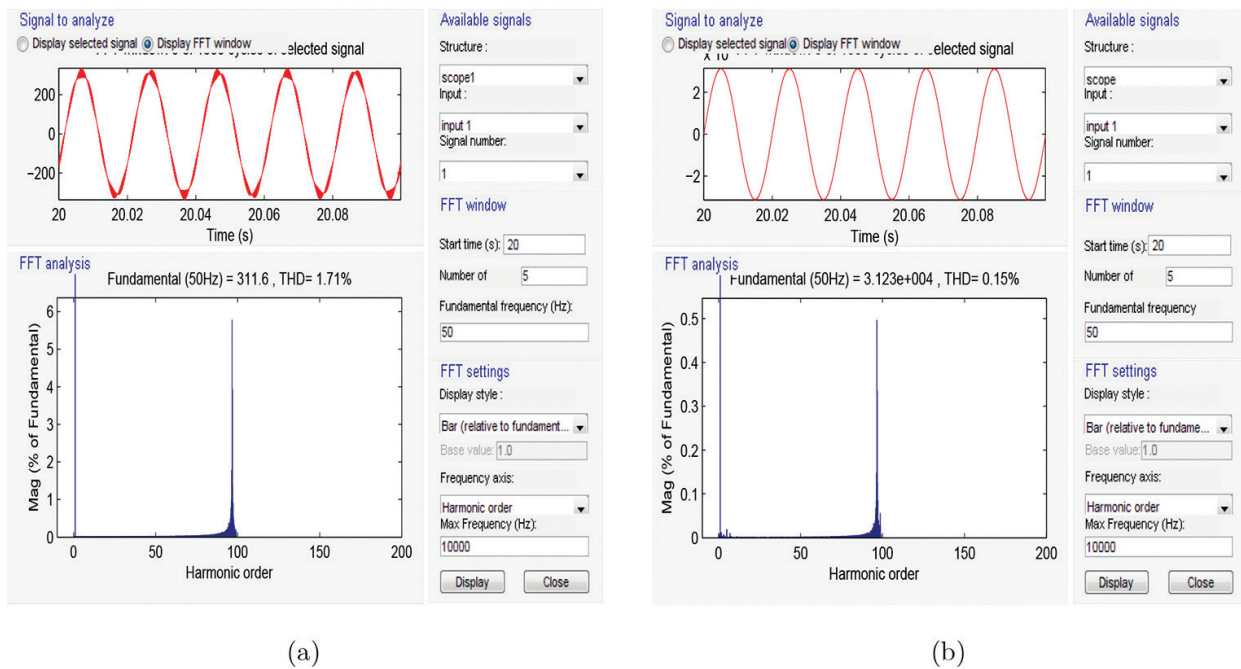 Signal to analyze
Display selected signal Display FFT window
cycles of selected signal
200
0
-200
20 20.02 20.04 20.06 20.08
Time (s)
FFT analysis
Fundamental (50Hz) = 311.6 , THD= 1.71%
Mag (% of Fundamental)
6
5
4
3
2
1
0
0 50 100 150 200
Harmonic order
Available signals
Structure :
scope1
Input :
input 1
Signal number:
1
FFT window
Start time (s): 20
Number of 5
Fundamental frequency (Hz):
50
FFT settings
Display style :
Bar (relative to fundament...
Base value: 1.0
Frequency axis:
Harmonic order
Max Frequency (Hz):
10000
Display Close
(a)
Signal to analyze
Display selected signal Display FFT window
cycles of selected signal
2
0
-2
20 20.02 20.04 20.06 20.08
Time (s)
FFT analysis
Fundamental (50Hz) = 3.123e+004 , THD= 0.15%
Mag (% of Fundamental)
0.5
0.4
0.3
0.2
0.1
0
0 50 100 150 200
Harmonic order
Available signals
Structure :
scope
Input :
input 1
Signal number:
1
FFT window
Start time (s): 20
Number of 5
Fundamental frequency
50
FFT settings
Display style :
Bar (relative to fundame...
Base value: 1.0
Frequency axis:
Harmonic order
Max Frequency (Hz):
10000
Display Close
(b)